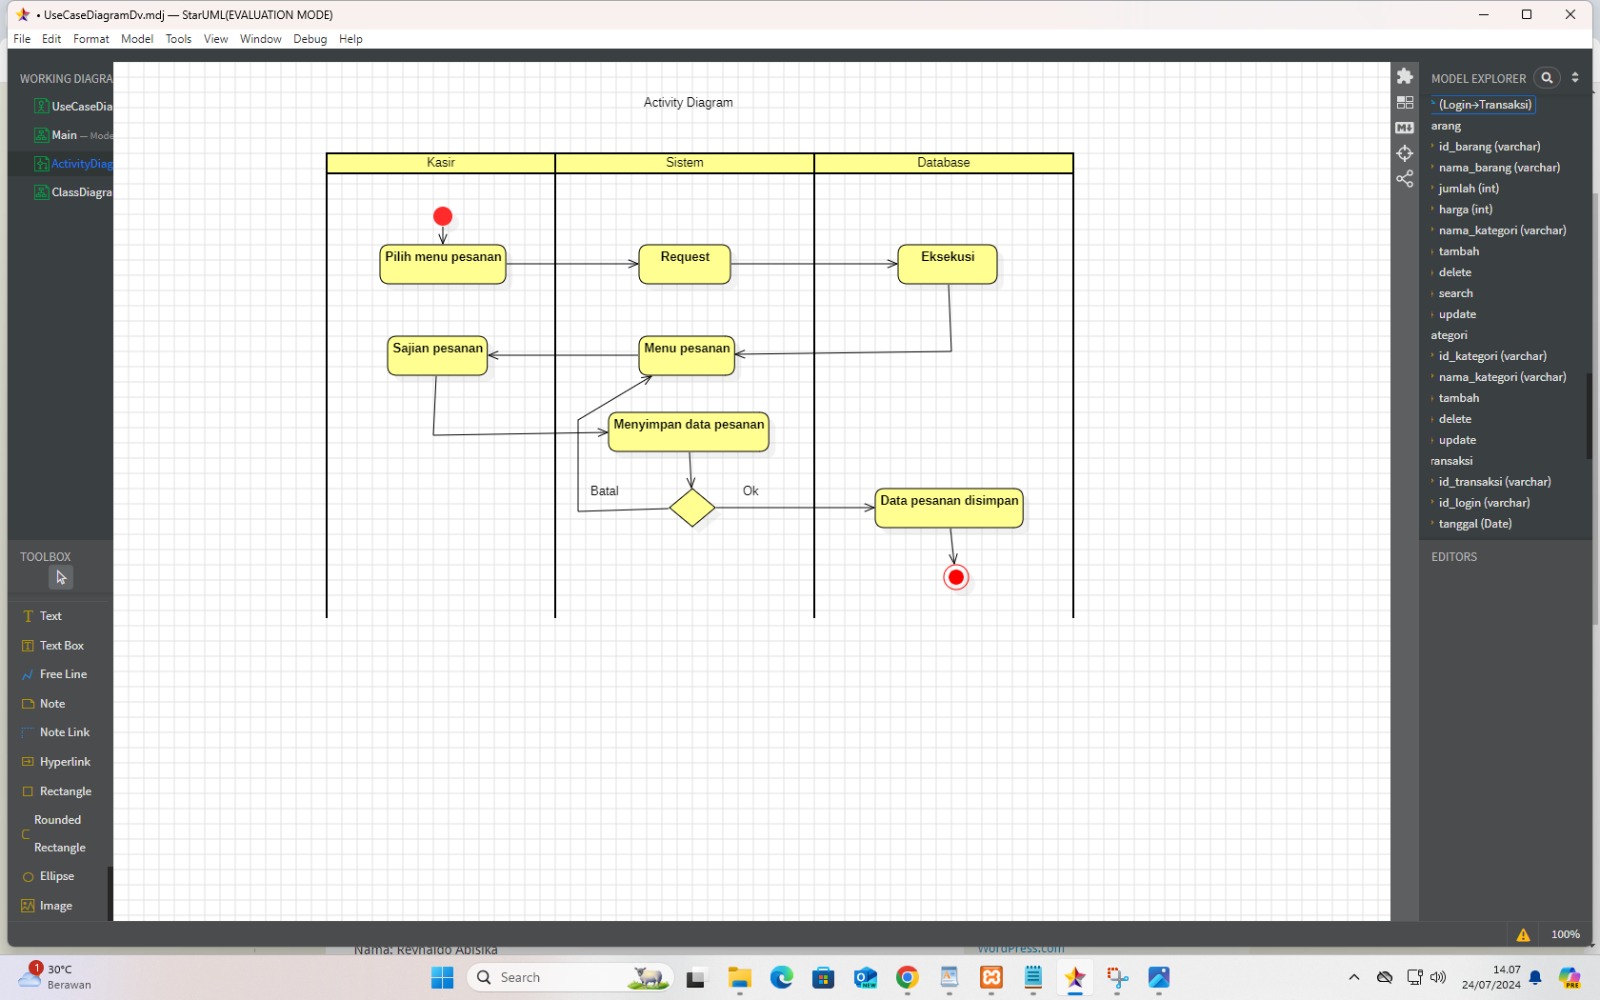 • UseCaseDiagramDv.mdj — StarUML(EVALUATION MODE)
File Edit Format Model Tools View Window Debug Help
WORKING DIAGRA
UseCaseDia
Main — Mode
ActivityDiag
ClassDiagra
TOOLBOX
Text
Text Box
Free Line
Note
Note Link
Hyperlink
Rectangle
Rounded
Rectangle
Ellipse
Image
Activity Diagram
Kasir Sistem Database
Pilih menu pesanan Request Eksekusi
Sajian pesanan Menu pesanan
Menyimpan data pesanan
Batal Ok
Data pesanan disimpan
MODEL EXPLORER
(Login→Transaksi)
arang
id_barang (varchar)
nama_barang (varchar)
jumlah (int)
harga (int)
nama_kategori (varchar)
tambah
delete
search
update
ategori
id_kategori (varchar)
nama_kategori (varchar)
tambah
delete
update
ransaksi
id_transaksi (varchar)
id_login (varchar)
tanggal (Date)
EDITORS
100%
Nama: Reynaldo Abisika
WordPress.com
1
30°C
Berawan
Search
NEW
14.07
24/07/2024
PRE